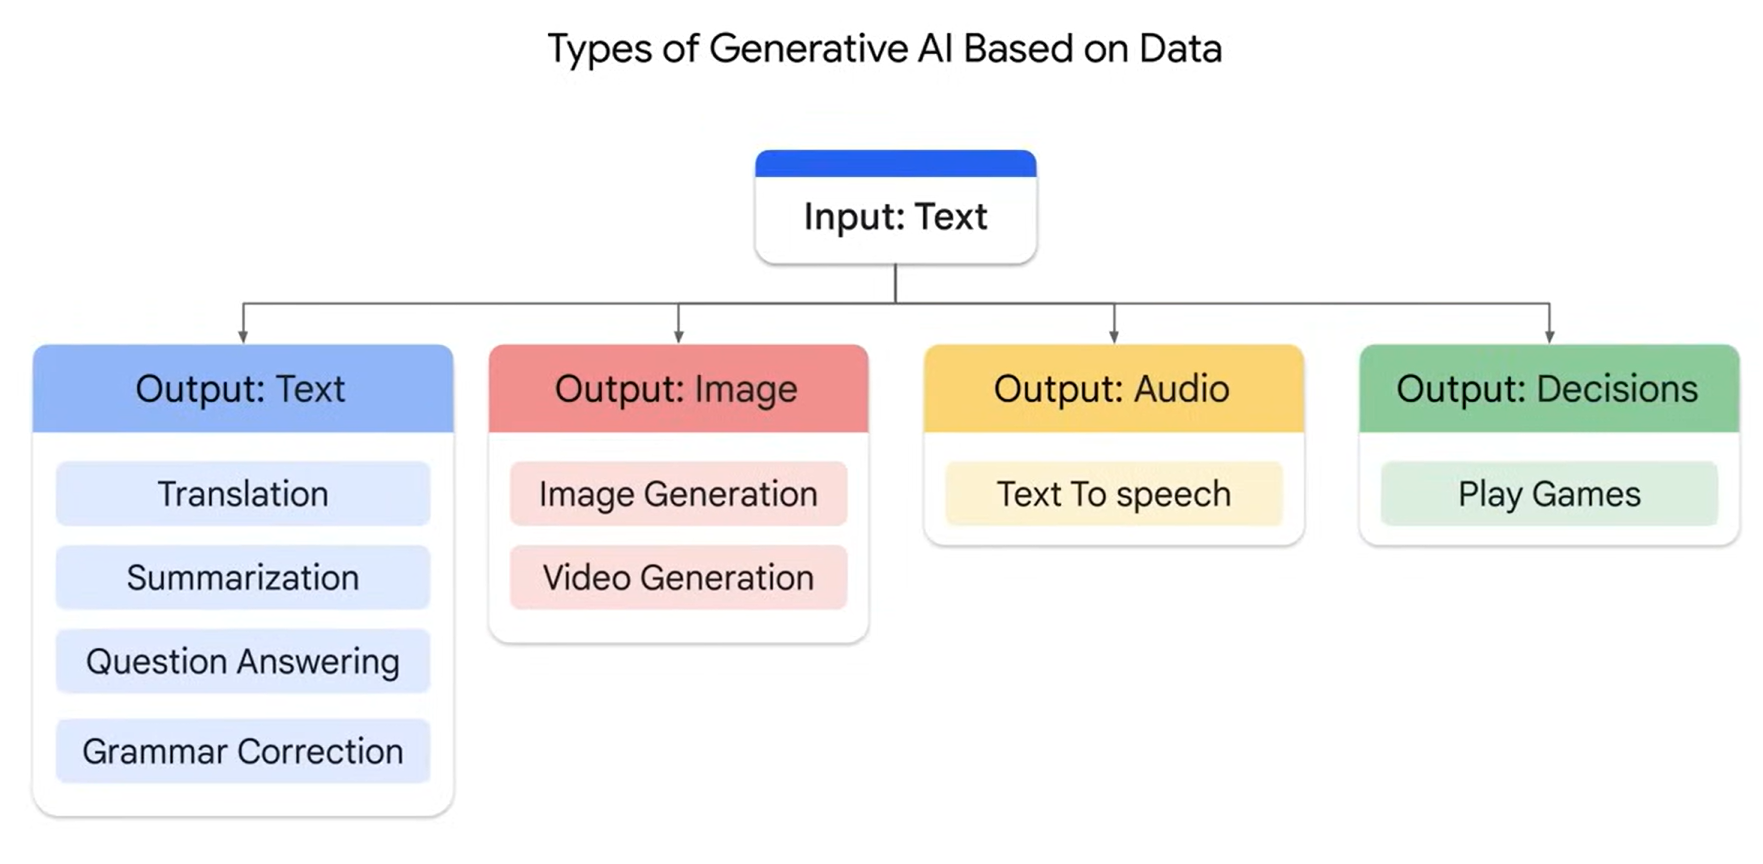 Types of Generative AI Based on Data
Input: Text
Output: Text
Translation
Summarization
Question Answering
Grammar Correction
Output: Image
Image Generation
Video Generation
Output: Audio
Text To speech
Output: Decisions
Play Games